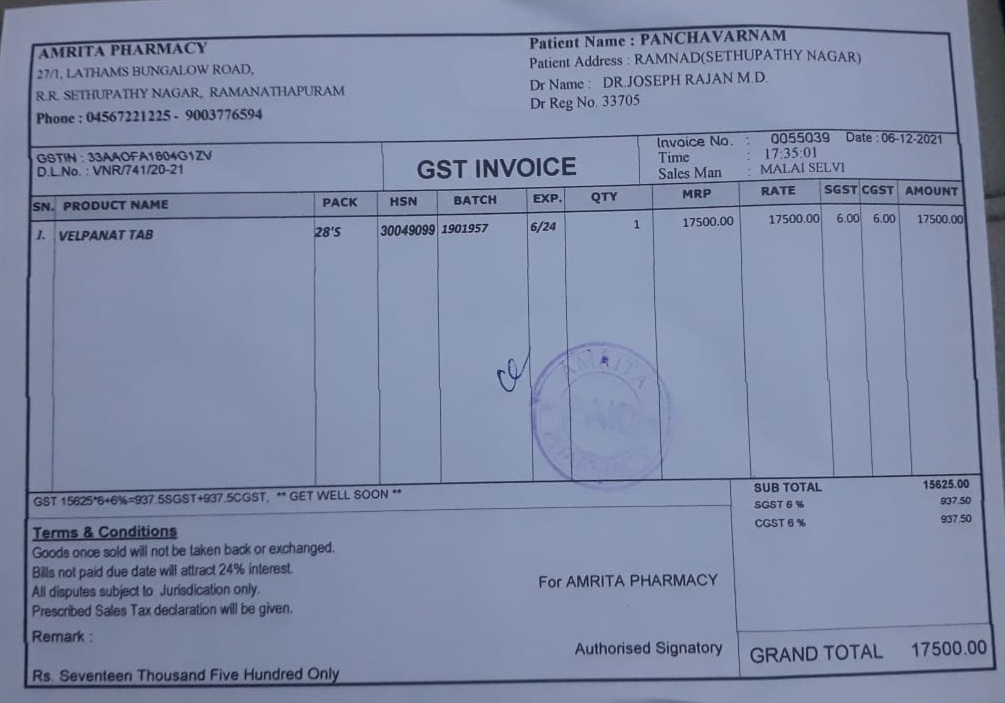 AMRITA PHARMACY
27/1, LATHAMS BUNGALOW ROAD,
R.R. SETHUPATHY NAGAR, RAMANATHAPURAM
Phone : 04567221225 - 9003776594
Patient Name : PANCHAVARNAM
Patient Address : RAMNAD(SETHUPATHY NAGAR)
Dr Name : DR.JOSEPH RAJAN M.D.
Dr Reg No. 33705
GSTIN : 33AAOFA1804G1ZV
D.L.No. : VNR/741/20-21
GST INVOICE
Invoice No. : 0055039 Date : 06-12-2021
Time : 17:35:01
Sales Man : MALAI SELVI
SN. PRODUCT NAME PACK HSN BATCH EXP. QTY MRP RATE SGST CGST AMOUNT
1. VELPANAT TAB 28'S 30049099 1901957 6/24 1 17500.00 17500.00 6.00 6.00 17500.00
AMRITA
PAID
GST 15625*6+6%=937.5SGST+937.5CGST, ** GET WELL SOON **
SUB TOTAL 15625.00
SGST 6 % 937.50
CGST 6 % 937.50
Terms & Conditions
Goods once sold will not be taken back or exchanged.
Bills not paid due date will attract 24% interest.
All disputes subject to Jurisdication only.
Prescribed Sales Tax declaration will be given.
For AMRITA PHARMACY
Remark :
Authorised Signatory
GRAND TOTAL 17500.00
Rs. Seventeen Thousand Five Hundred Only